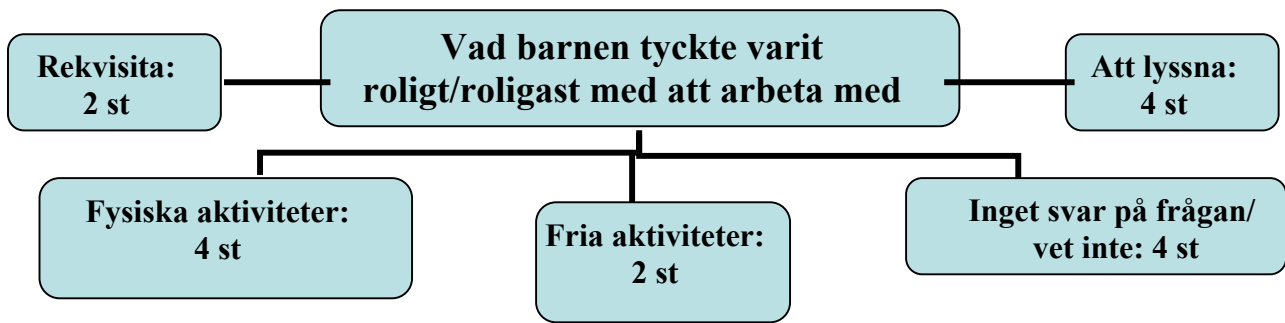 Vad barnen tyckte varit
roligt/roligast med att arbeta med
Rekvisita:
2 st
Att lyssna:
4 st
Fysiska aktiviteter:
4 st
Fria aktiviteter:
2 st
Inget svar på frågan/
vet inte: 4 st